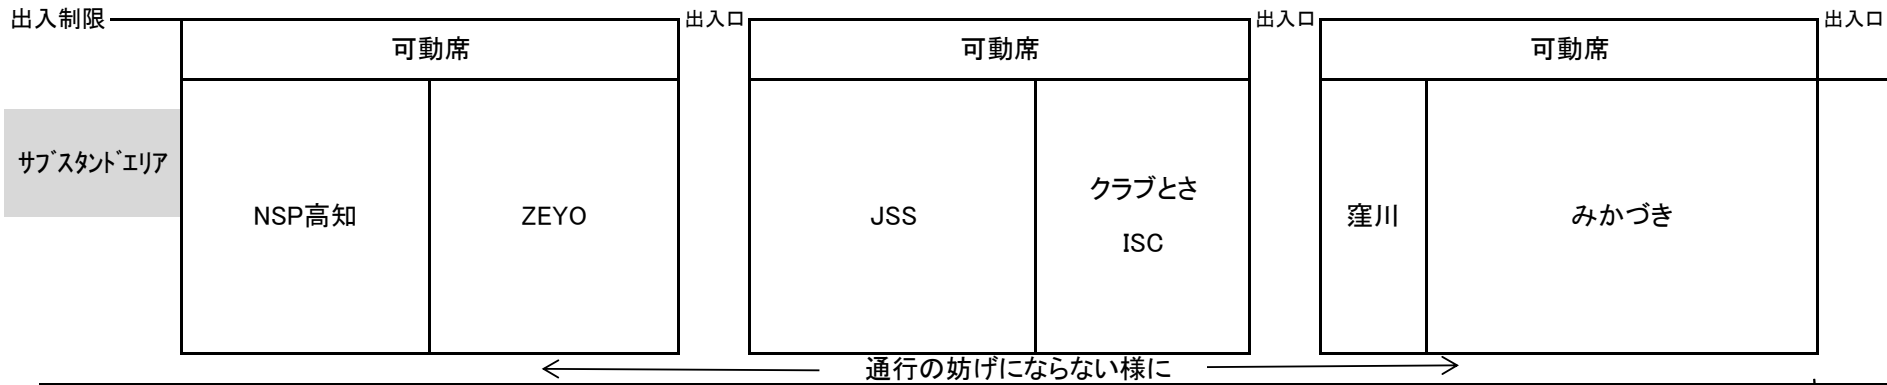 出入制限
出入口
出入口
出入口
可動席
可動席
可動席
サブスタンドエリア
NSP高知
ZEYO
JSS
クラブとさ
ISC
窪川
みかづき
通行の妨げにならない様に